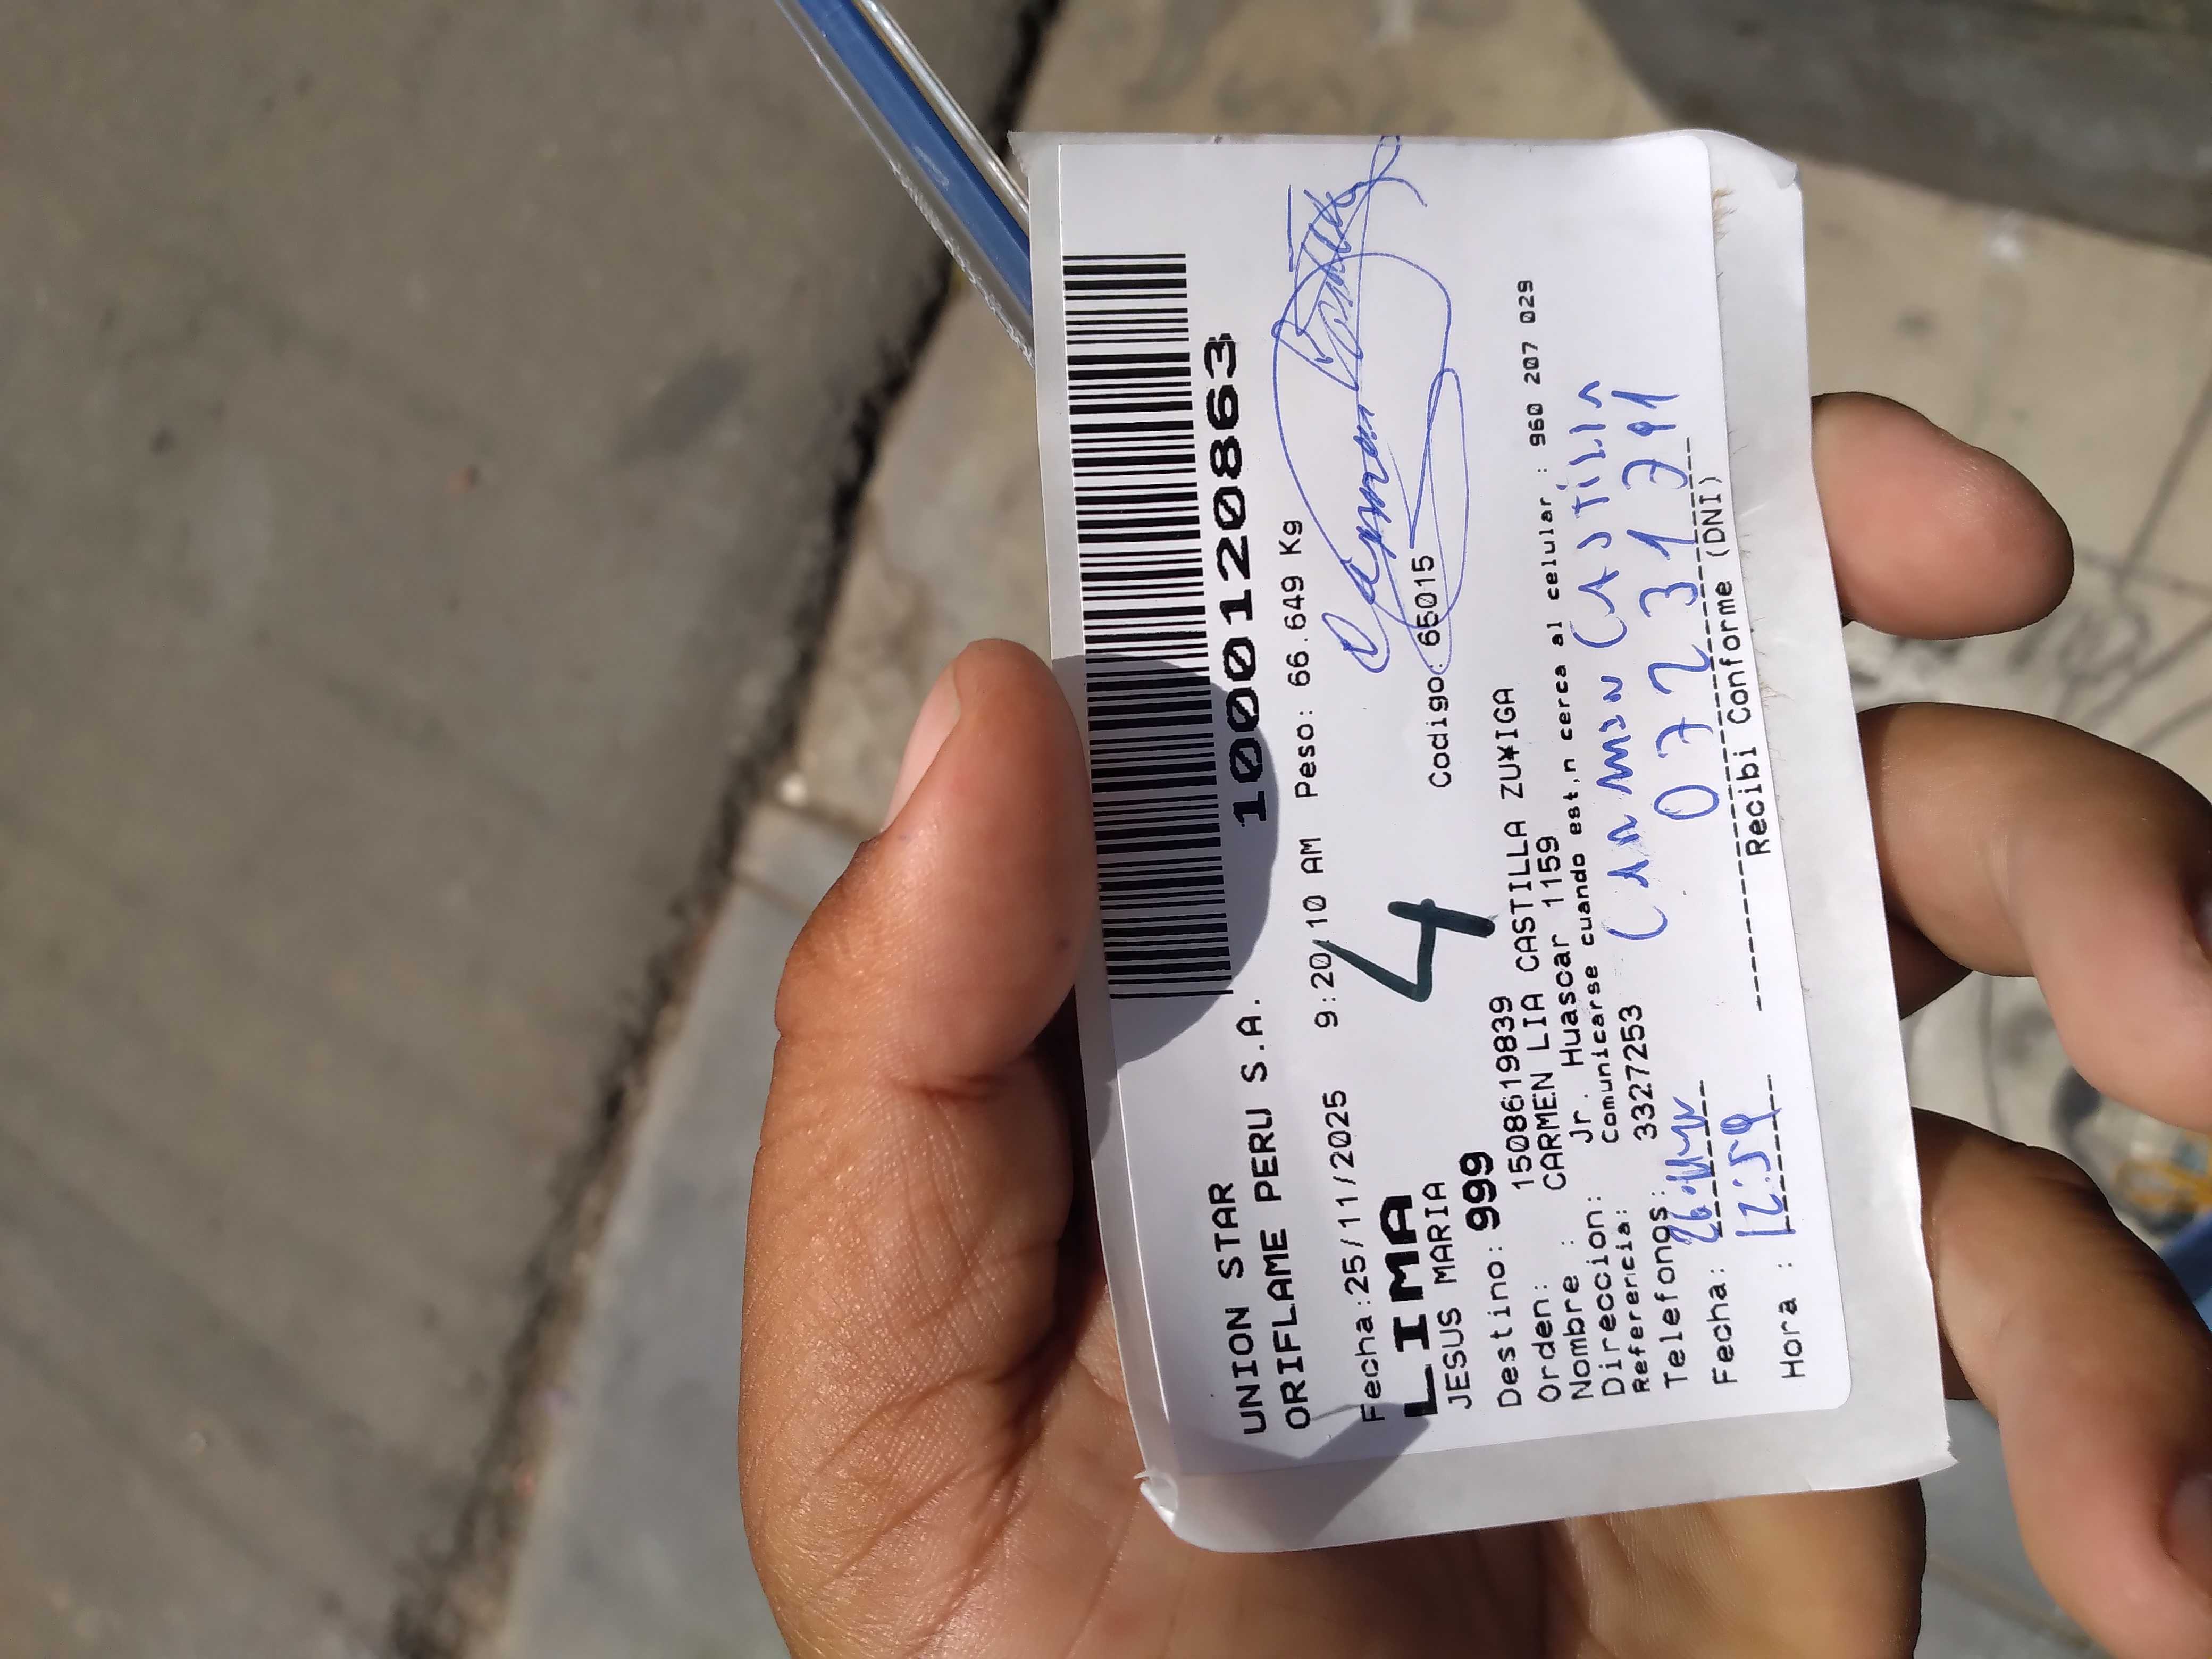 1000120863
UNION STAR
ORIFLAME PERU S.A.
Fecha:25/11/2025 9:20:10 AM Peso: 66.649 Kg
LIMA
4
JESUS MARIA
Codigo: 65015
Destino: 999
Orden: 1508619839
Nombre : CARMEN LIA CASTILLA ZU¥IGA
Direccion: Jr. Huascar 1159
Referencia: Comunicarse cuando est‚n cerca al celular : 960 207 029
Telefonos: 3327253
Carmen CASTILLA
Fecha:
Hora : 12:59
Recibi Conforme (DNI)